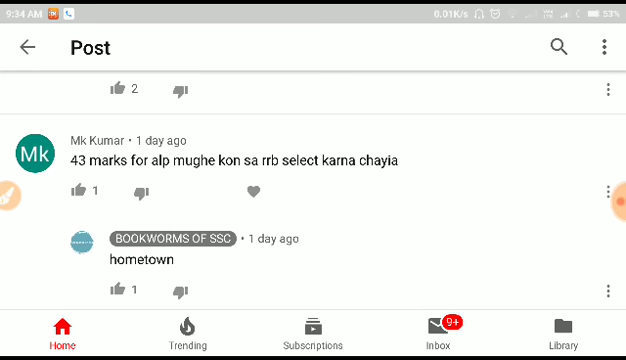 9:34 AM 0.01K/s 53%
Post
2
Mk Kumar • 1 day ago
Mk
43 marks for alp mughe kon sa rrb select karna chayia
1
BOOKWORMS OF SSC • 1 day ago
hometown
1
9+
Home Trending Subscriptions Inbox Library